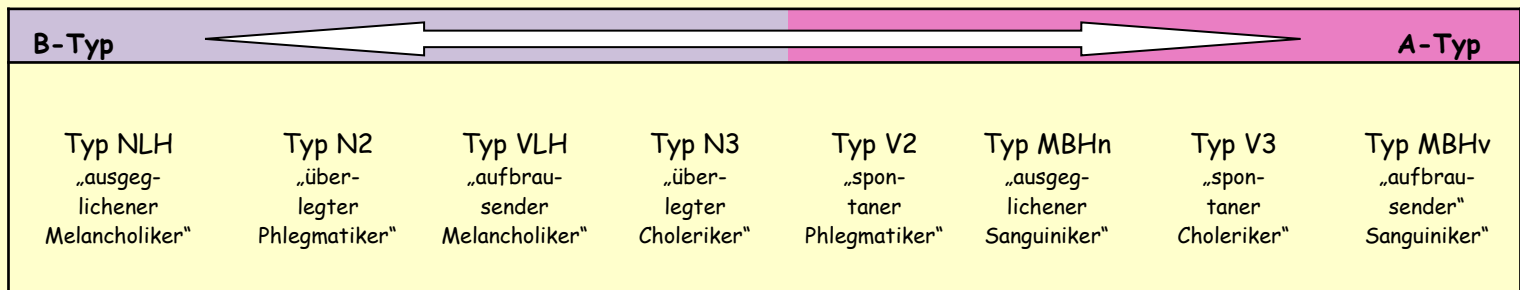 B-Typ A-Typ
Typ NLH Typ N2 Typ VLH Typ N3 Typ V2 Typ MBHn Typ V3 Typ MBHv
„ausgeg- „über- „aufbrau- „über- „spon- „ausgeg- „spon- „aufbrau-
lichener legter sender legter taner lichener taner sender“
Melancholiker“ Phlegmatiker“ Melancholiker“ Choleriker“ Phlegmatiker“ Sanguiniker“ Choleriker“ Sanguiniker“